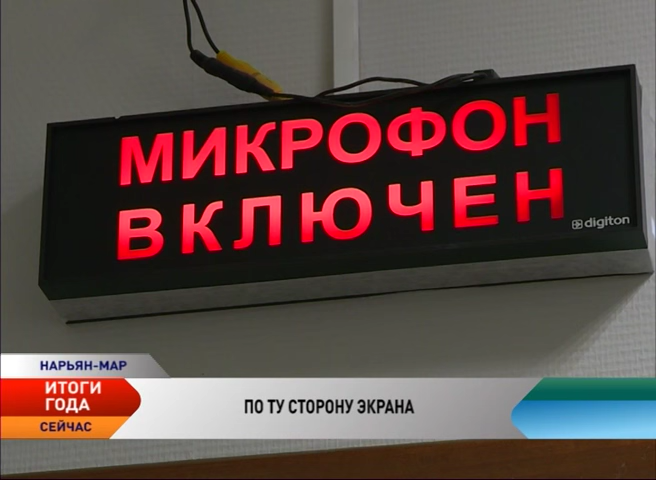 МИКРОФОН
ВКЛЮЧЕН
digiton
НАРЬЯН-МАР
ИТОГИ
ГОДА
СЕЙЧАС
ПО ТУ СТОРОНУ ЭКРАНА